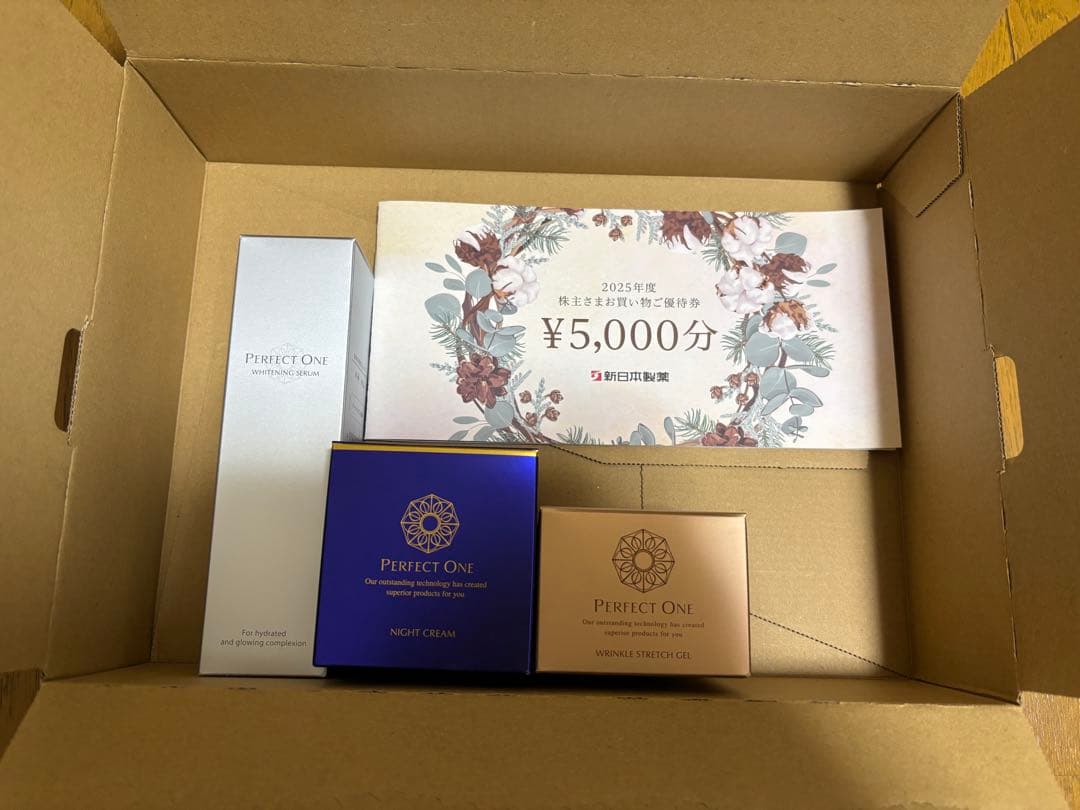 2025年度
株主さまお買い物ご優待券
¥5,000分
新日本製薬
PERFECT ONE
WHITENING SERUM
For hydrated
and glowing complexion
PERFECT ONE
Our outstanding technology has created
superior products for you
NIGHT CREAM
PERFECT ONE
Our outstanding technology has created
superior products for you
WRINKLE STRETCH GEL